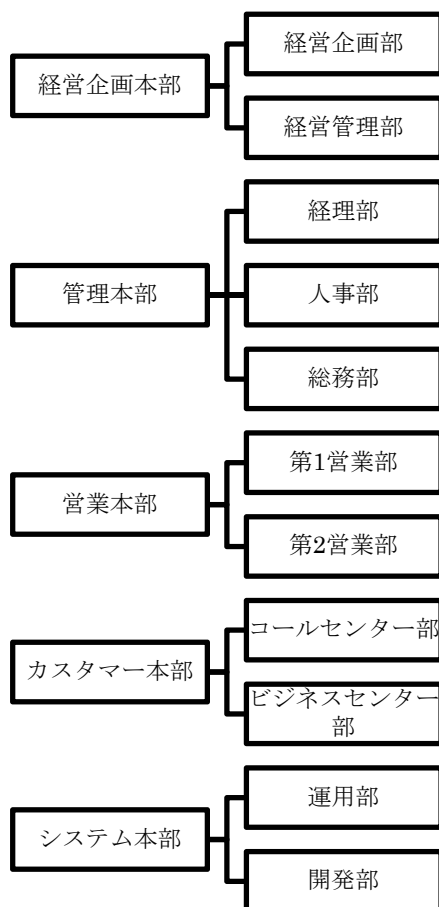 経営企画本部
経営企画部
経営管理部
管理本部
経理部
人事部
総務部
営業本部
第1営業部
第2営業部
カスタマー本部
コールセンター部
ビジネスセンター
部
システム本部
運用部
開発部